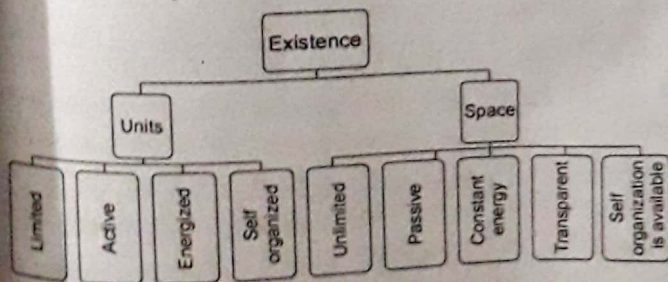 Existence
Units
Space
Limited
Active
Energized
Self
organized
Unlimited
Passive
Constant
energy
Transparent
Self
organization
is available